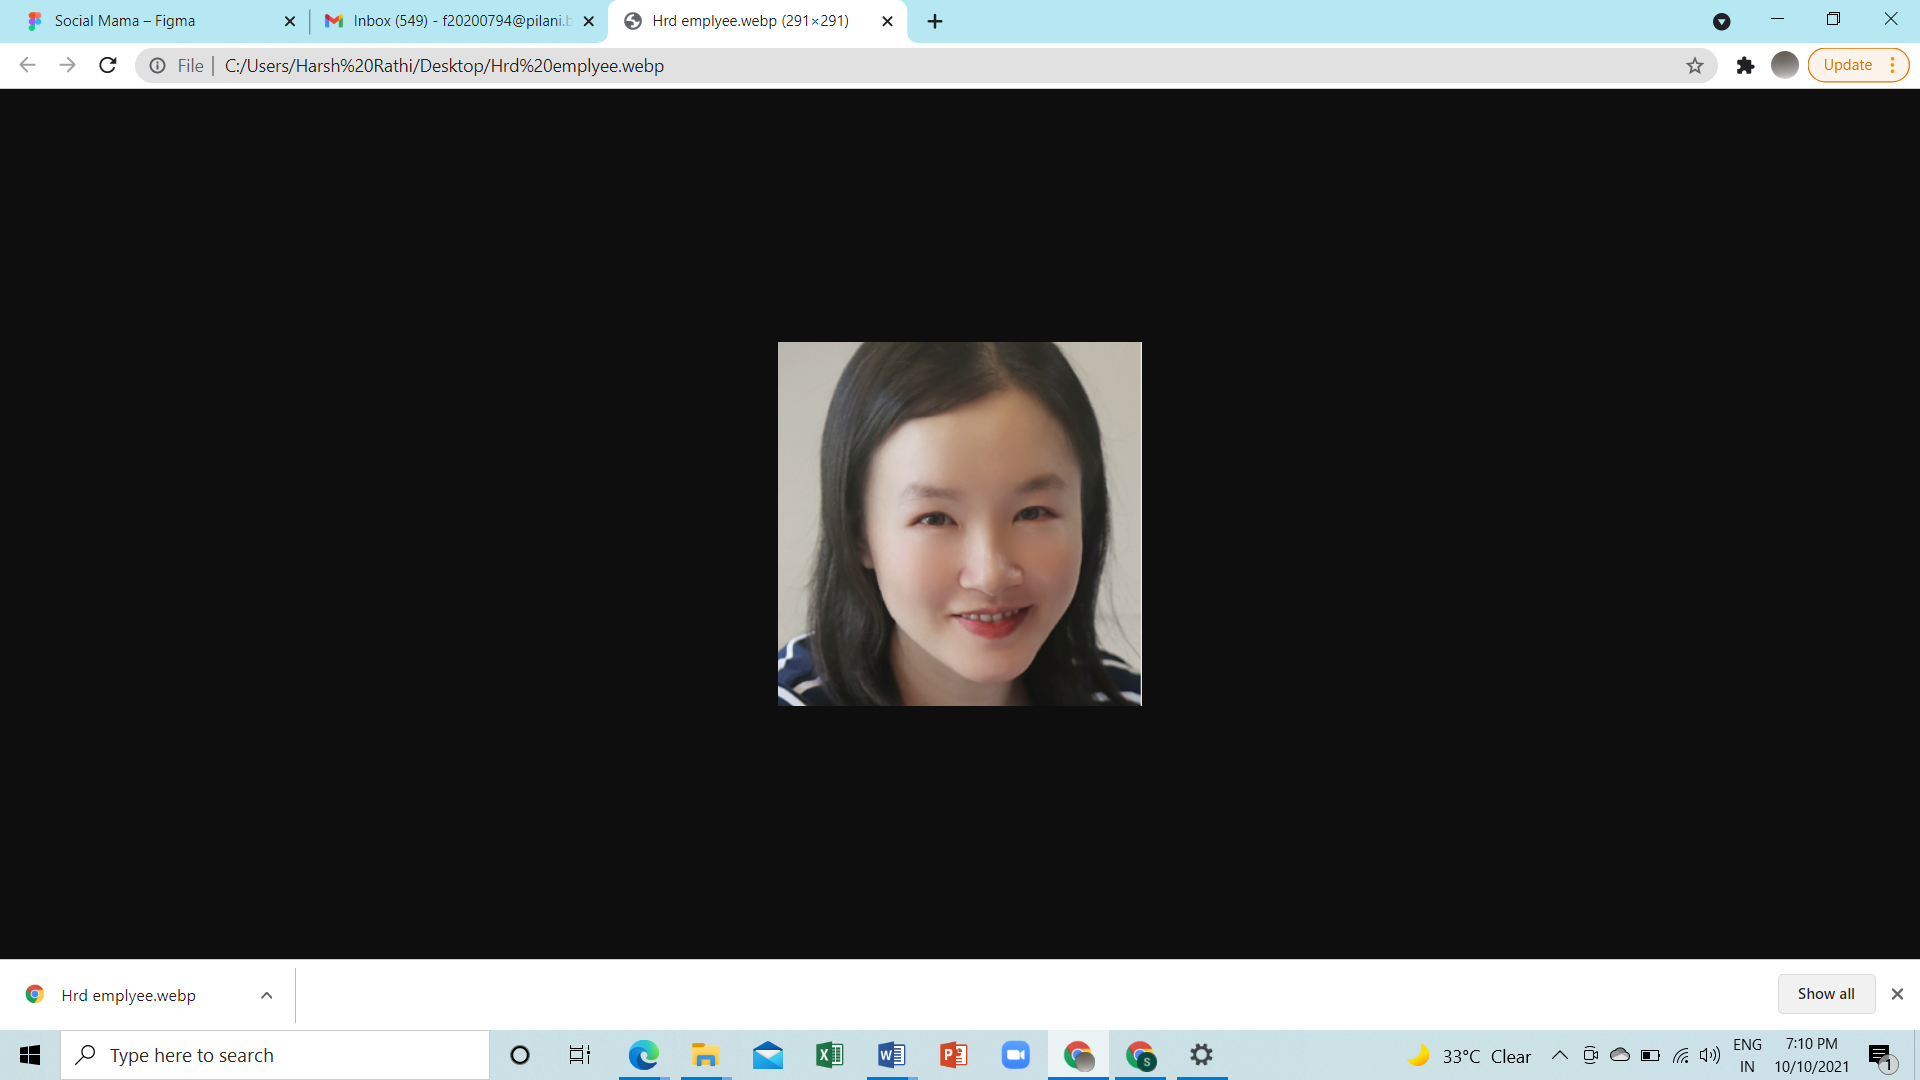 Social Mama – Figma
Inbox (549) - f20200794@pilani.b
Hrd emplyee.webp (291×291)
File
C:/Users/Harsh%20Rathi/Desktop/Hrd%20emplyee.webp
Update
Hrd emplyee.webp
Show all
Type here to search
S
33°C Clear
ENG
IN
7:10 PM
10/10/2021
1